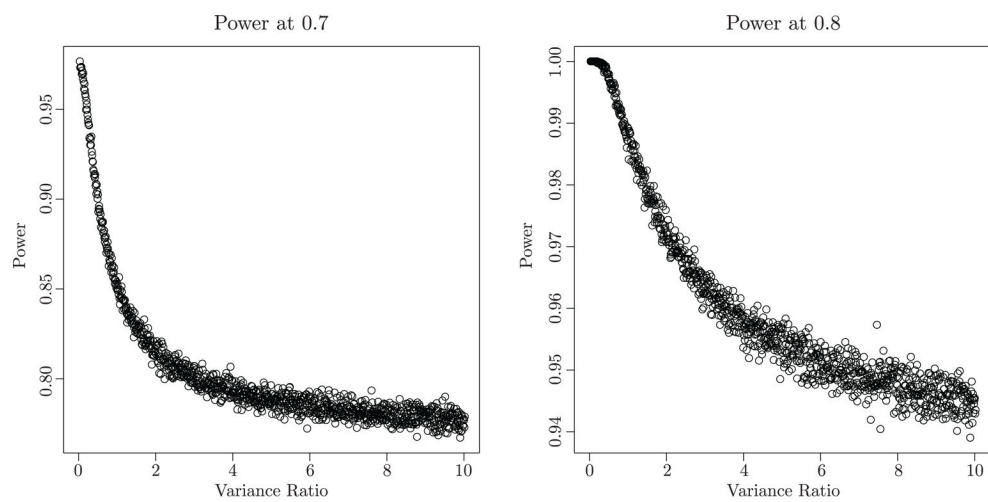 Power at 0.7
Power
0.95
0.90
0.85
0.80
0 2 4 6 8 10
Variance Ratio
Power at 0.8
Power
1.00
0.99
0.98
0.97
0.96
0.95
0.94
0 2 4 6 8 10
Variance Ratio